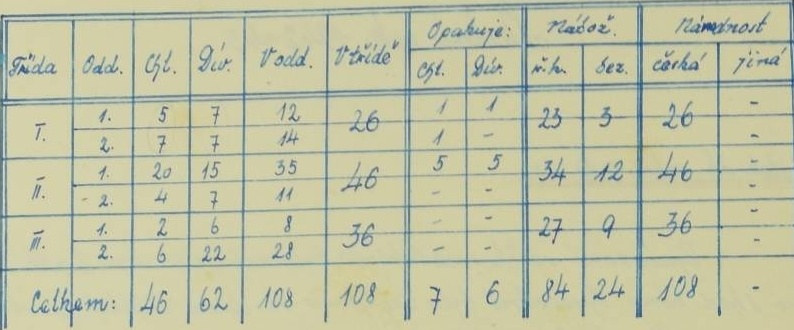 Opakuje: Nábož. Národnost
Třída Odd. Chl. Dív. V odd. V třídě Chl. Dív. ř.k. bez. česká jiná
I. 1. 5 7 12 26 1 1 23 3 26 -
2. 7 7 14 1 - -
II. 1. 20 15 35 46 5 5 34 12 46 -
2. 4 7 11 - - -
III. 1. 2 6 8 36 - - 27 9 36 -
2. 6 22 28 - - -
Celkem: 46 62 108 108 7 6 84 24 108 -